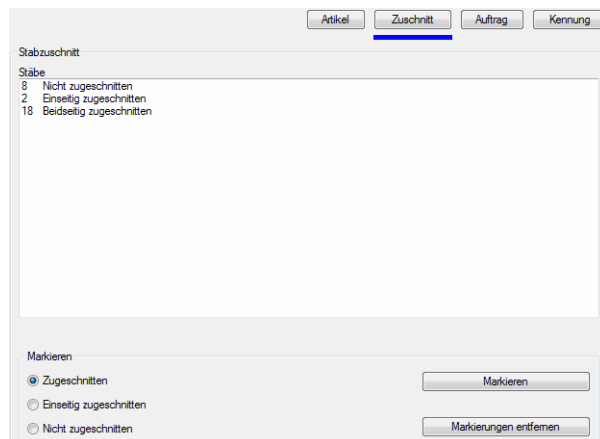 Artikel Zuschnitt Auftrag Kennung
Stabzuschnitt
Stäbe
8 Nicht zugeschnitten
2 Einseitig zugeschnitten
18 Beidseitig zugeschnitten
Markieren
Zugeschnitten Markieren
Einseitig zugeschnitten
Nicht zugeschnitten Markierungen entfernen